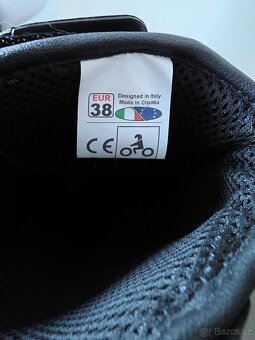 EUR
38
Designed in Italy
Made in Croatia
CE
© Bazos.cz